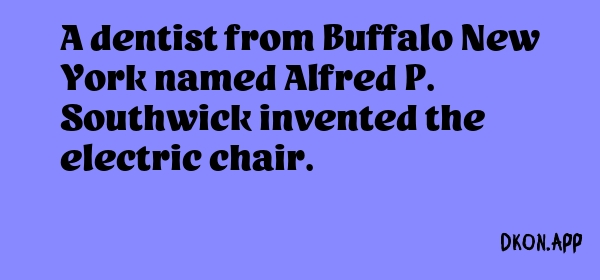 A dentist from Buffalo New
York named Alfred P.
Southwick invented the
electric chair.
DKON.APP